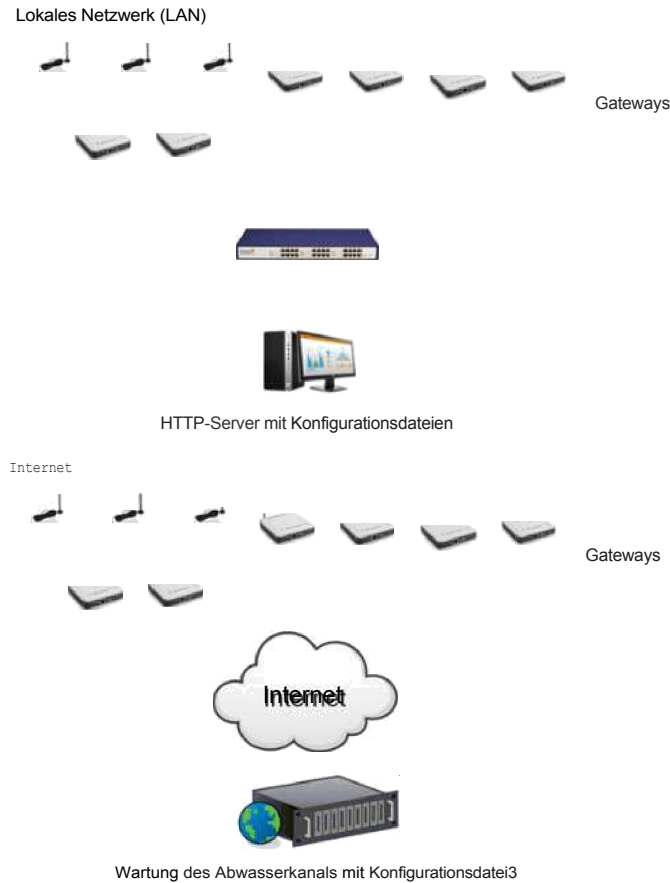 Lokales Netzwerk (LAN)
Gateways
HTTP-Server mit Konfigurationsdateien
Internet
Gateways
Internet
Wartung des Abwasserkanals mit Konfigurationsdatei3